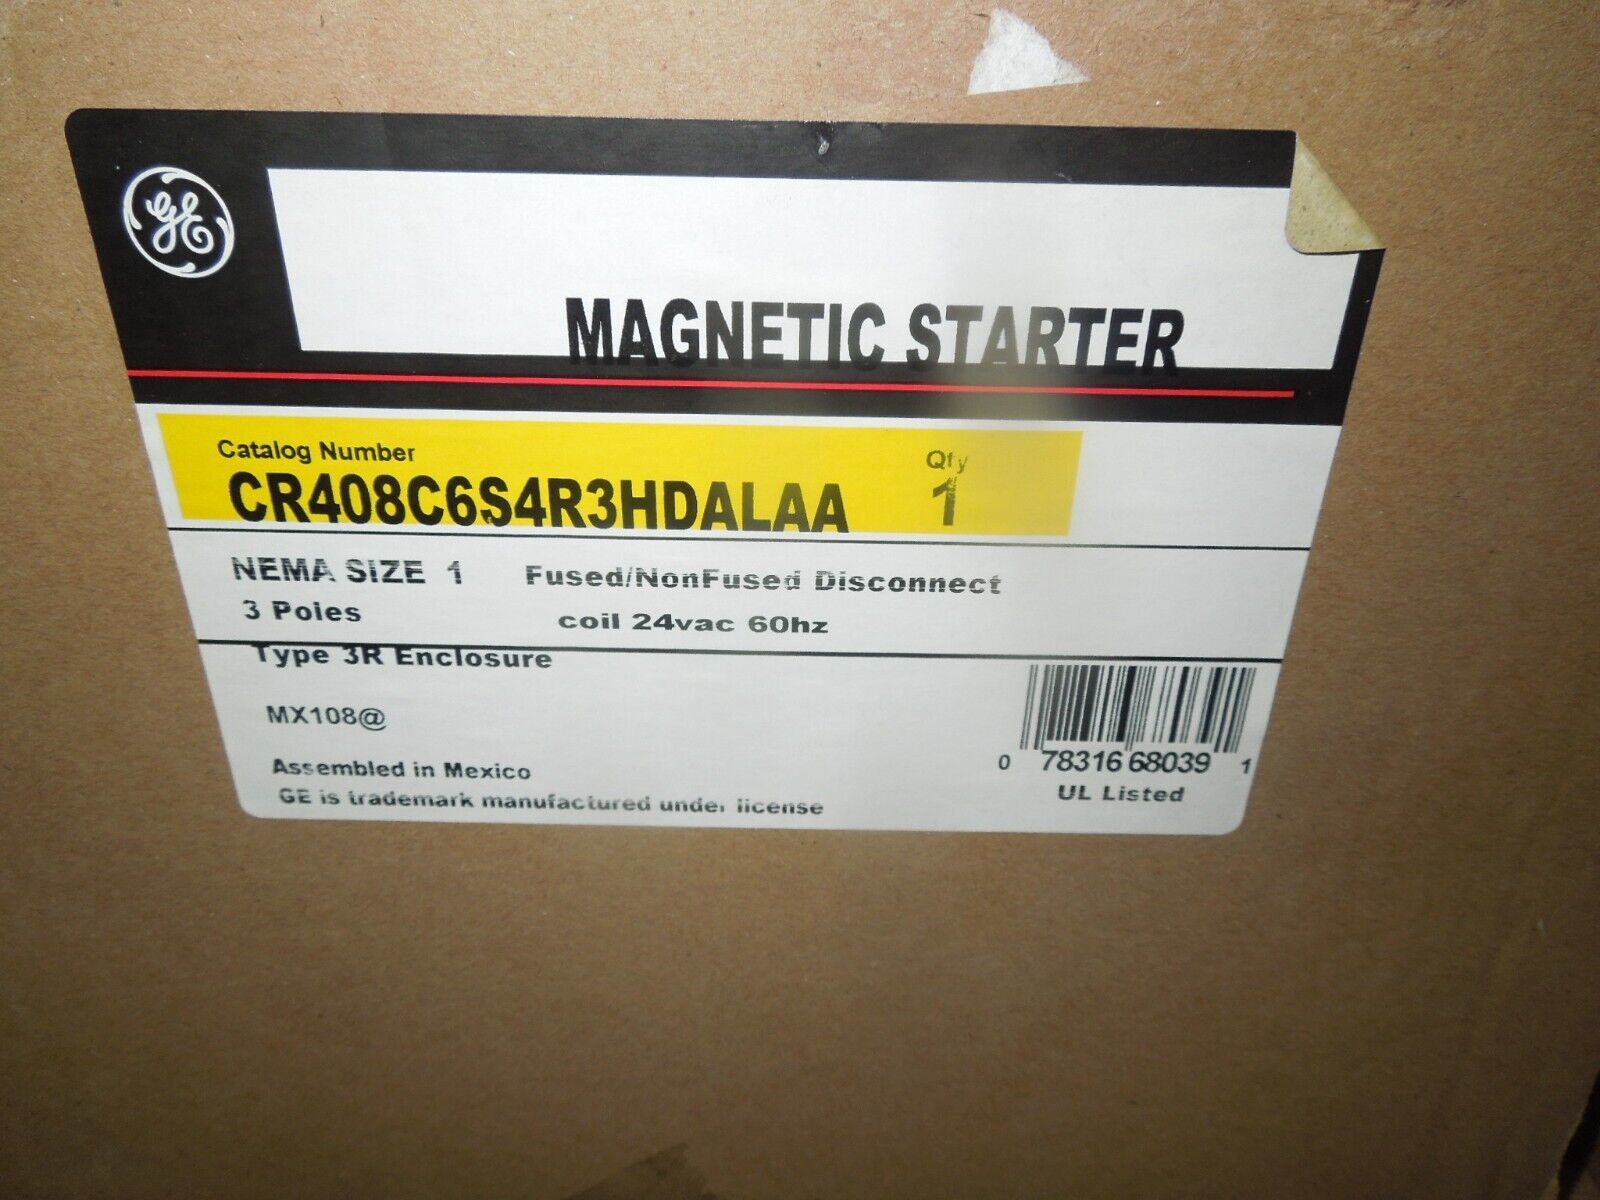 GE
MAGNETIC STARTER
Catalog Number
Qty
CR408C6S4R3HDALAA
1
NEMA SIZE 1
Fused/NonFused Disconnect
3 Poles
coil 24vac 60hz
Type 3R Enclosure
MX108@
0 78316 68039 1
Assembled in Mexico
UL Listed
GE is trademark manufactured under license